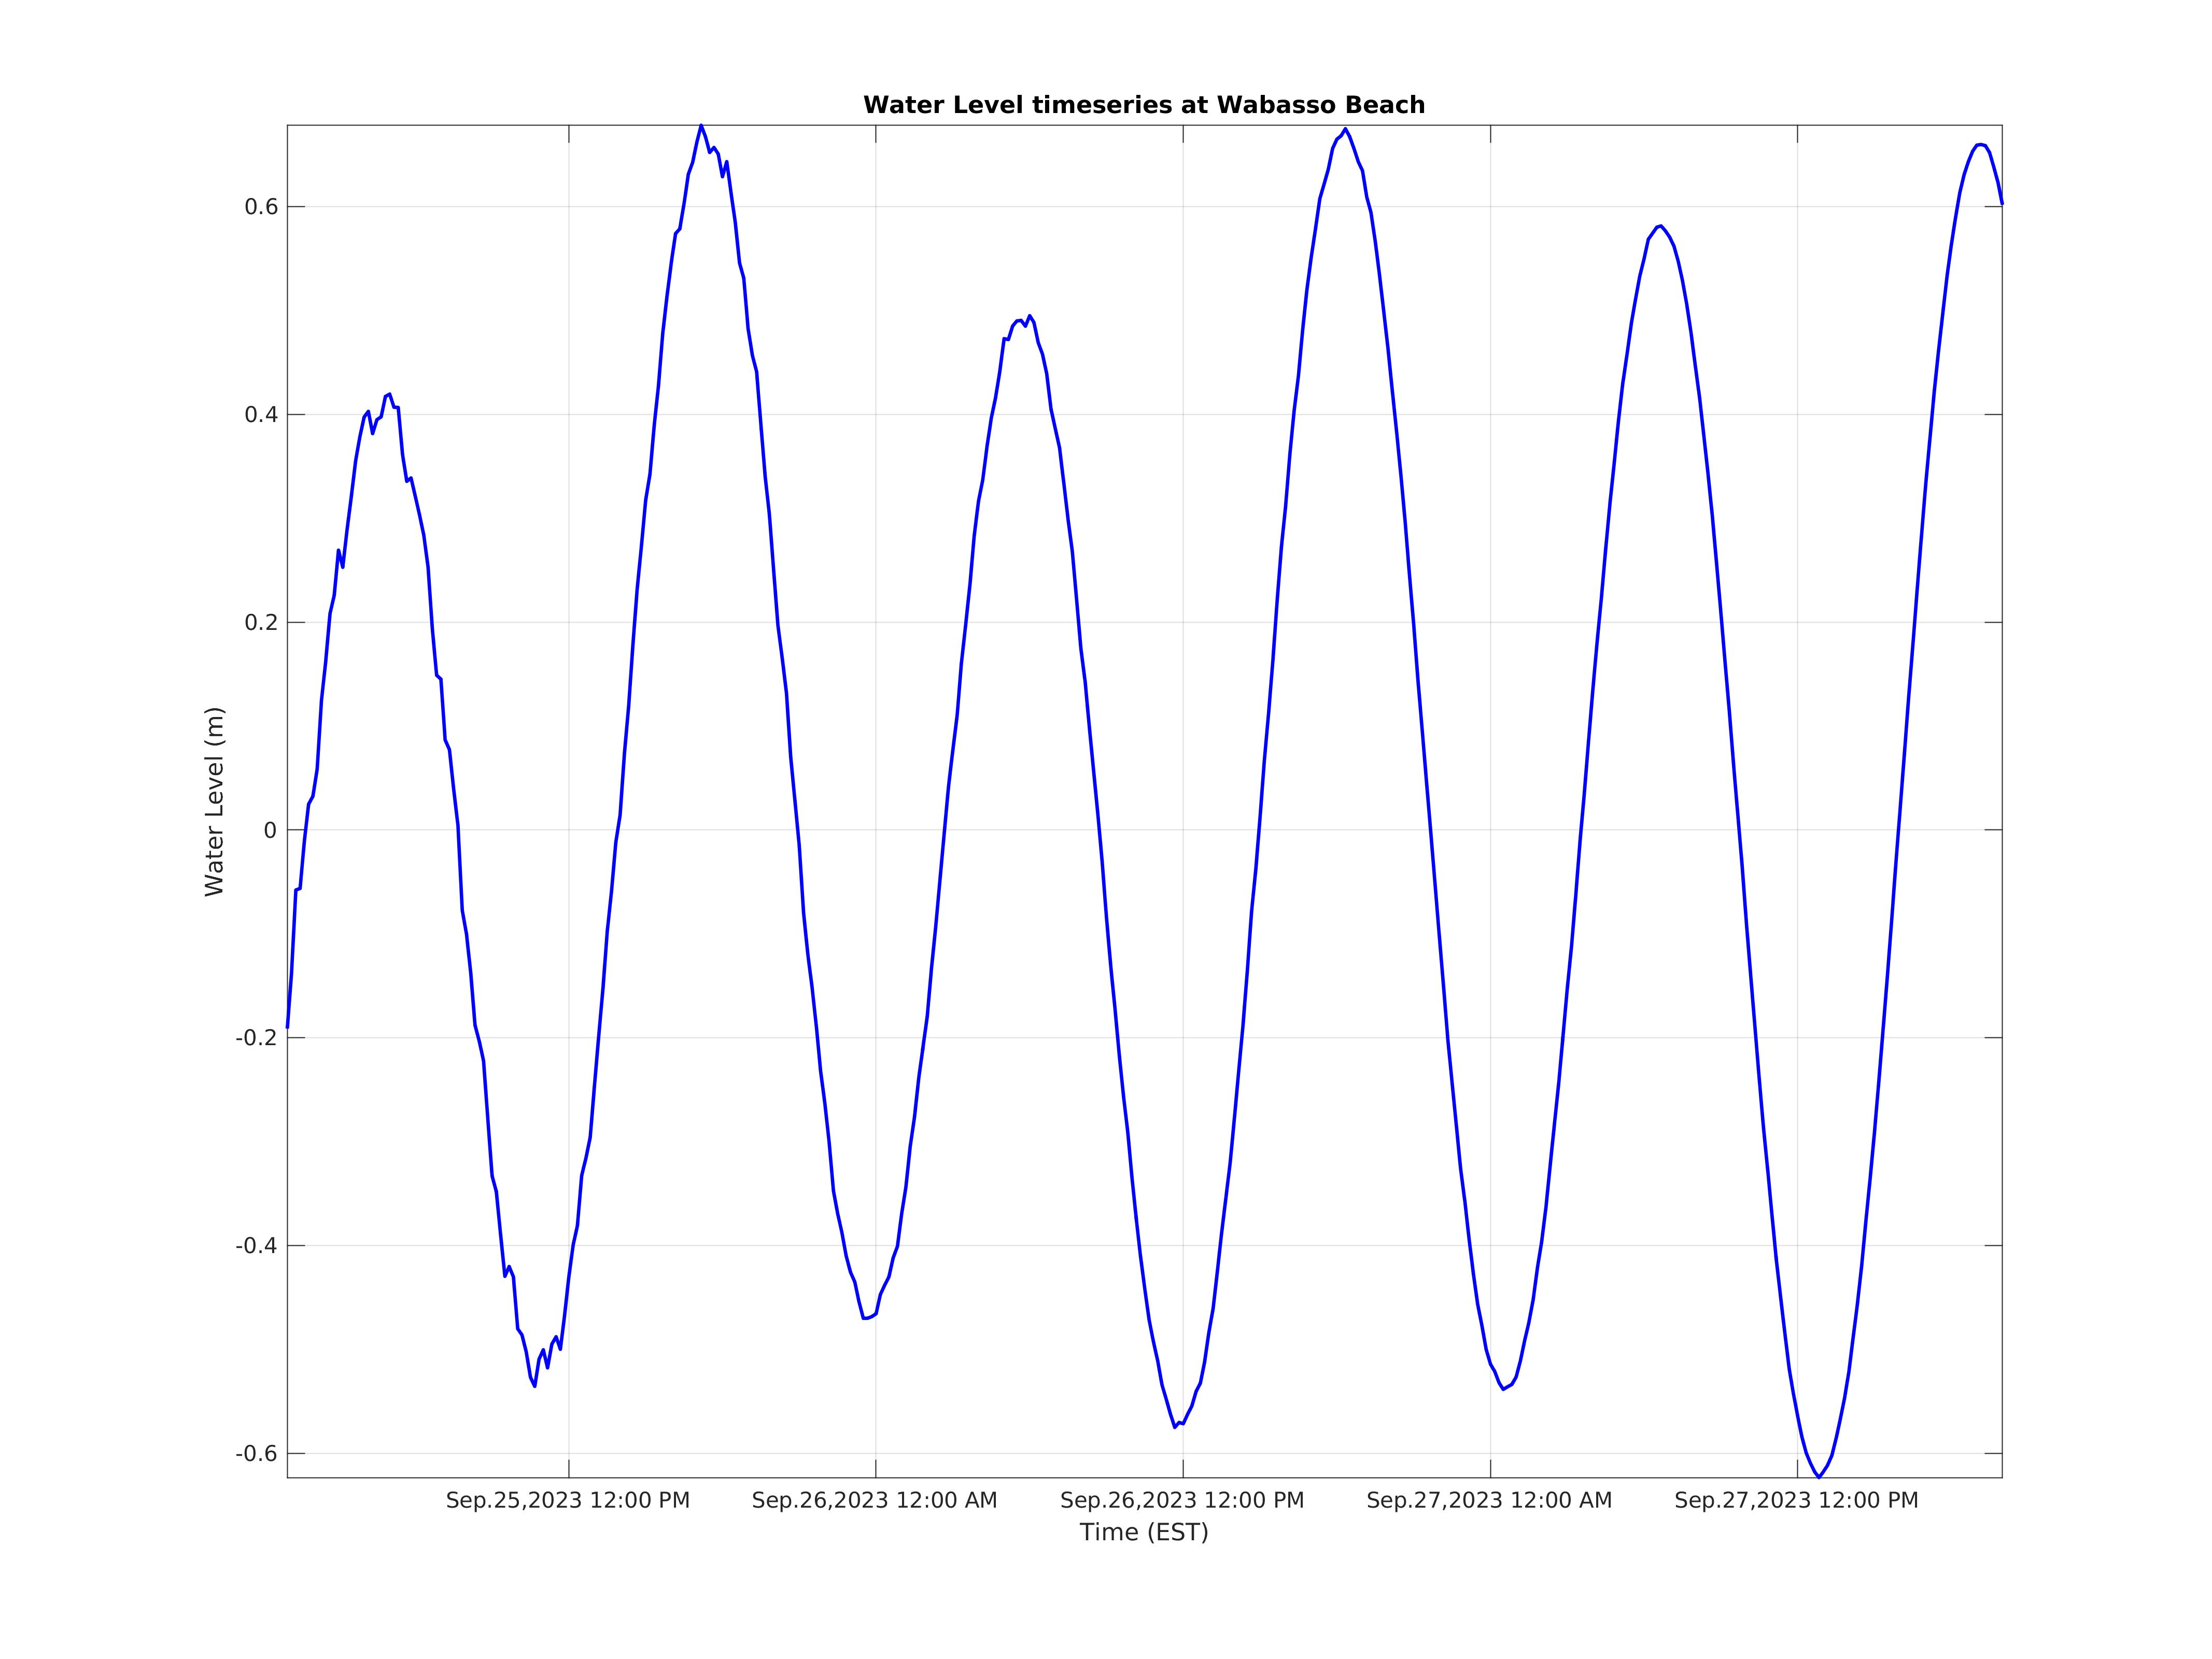 Water Level timeseries at Wabasso Beach
0.6
0.4
0.2
0
-0.2
-0.4
-0.6
Water Level (m)
Sep.25,2023 12:00 PM
Sep.26,2023 12:00 AM
Sep.26,2023 12:00 PM
Sep.27,2023 12:00 AM
Sep.27,2023 12:00 PM
Time (EST)